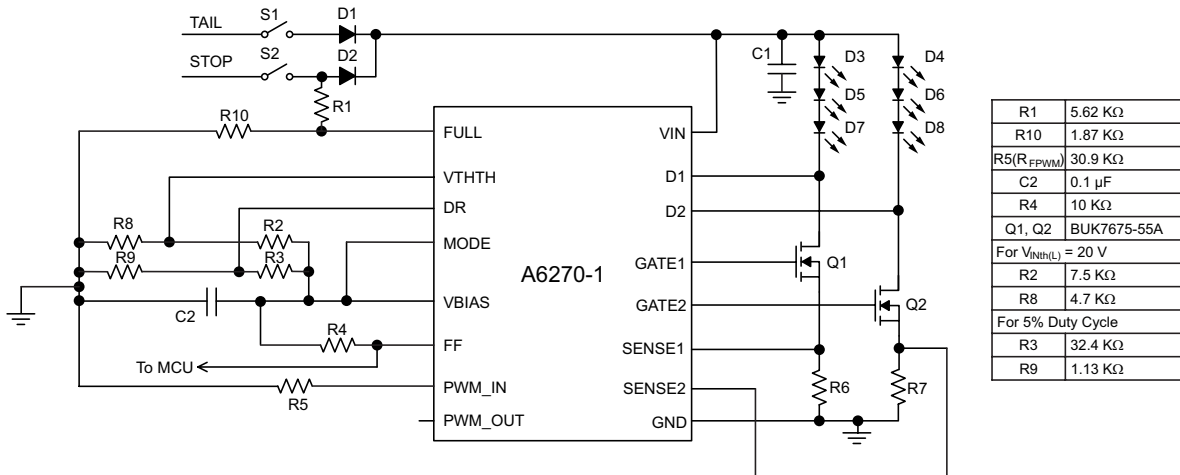 TAIL S1 D1
STOP S2 D2
R1
R10
FULL
VTHTH
DR
MODE
VBIAS
FF
PWM_IN
PWM_OUT
A6270-1
VIN
D1
D2
GATE1
GATE2
SENSE1
SENSE2
GND
R8 R2
R9 R3
C2
R4
To MCU
R5
C1
D3 D4
D5 D6
D7 D8
Q1
Q2
R6 R7
R1 5.62 KΩ
R10 1.87 KΩ
R5(RFPWM) 30.9 KΩ
C2 0.1 µF
R4 10 KΩ
Q1, Q2 BUK7675-55A
For VINth(L) = 20 V
R2 7.5 KΩ
R8 4.7 KΩ
For 5% Duty Cycle
R3 32.4 KΩ
R9 1.13 KΩ